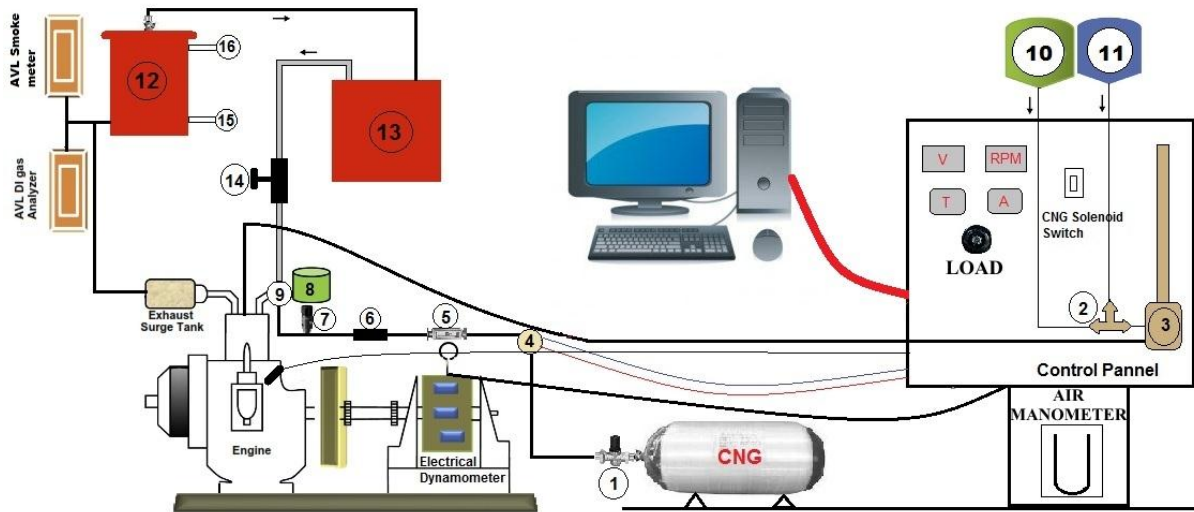 AVL Smoke
meter
AVL DI gas
Analyzer
12
16
15
13
14
10
11
V
RPM
T
A
CNG Solenoid
Switch
LOAD
2
3
Control Pannel
Exhaust
Surge Tank
9
8
7
6
5
4
Engine
Electrical
Dynamometer
1
CNG
AIR
MANOMETER